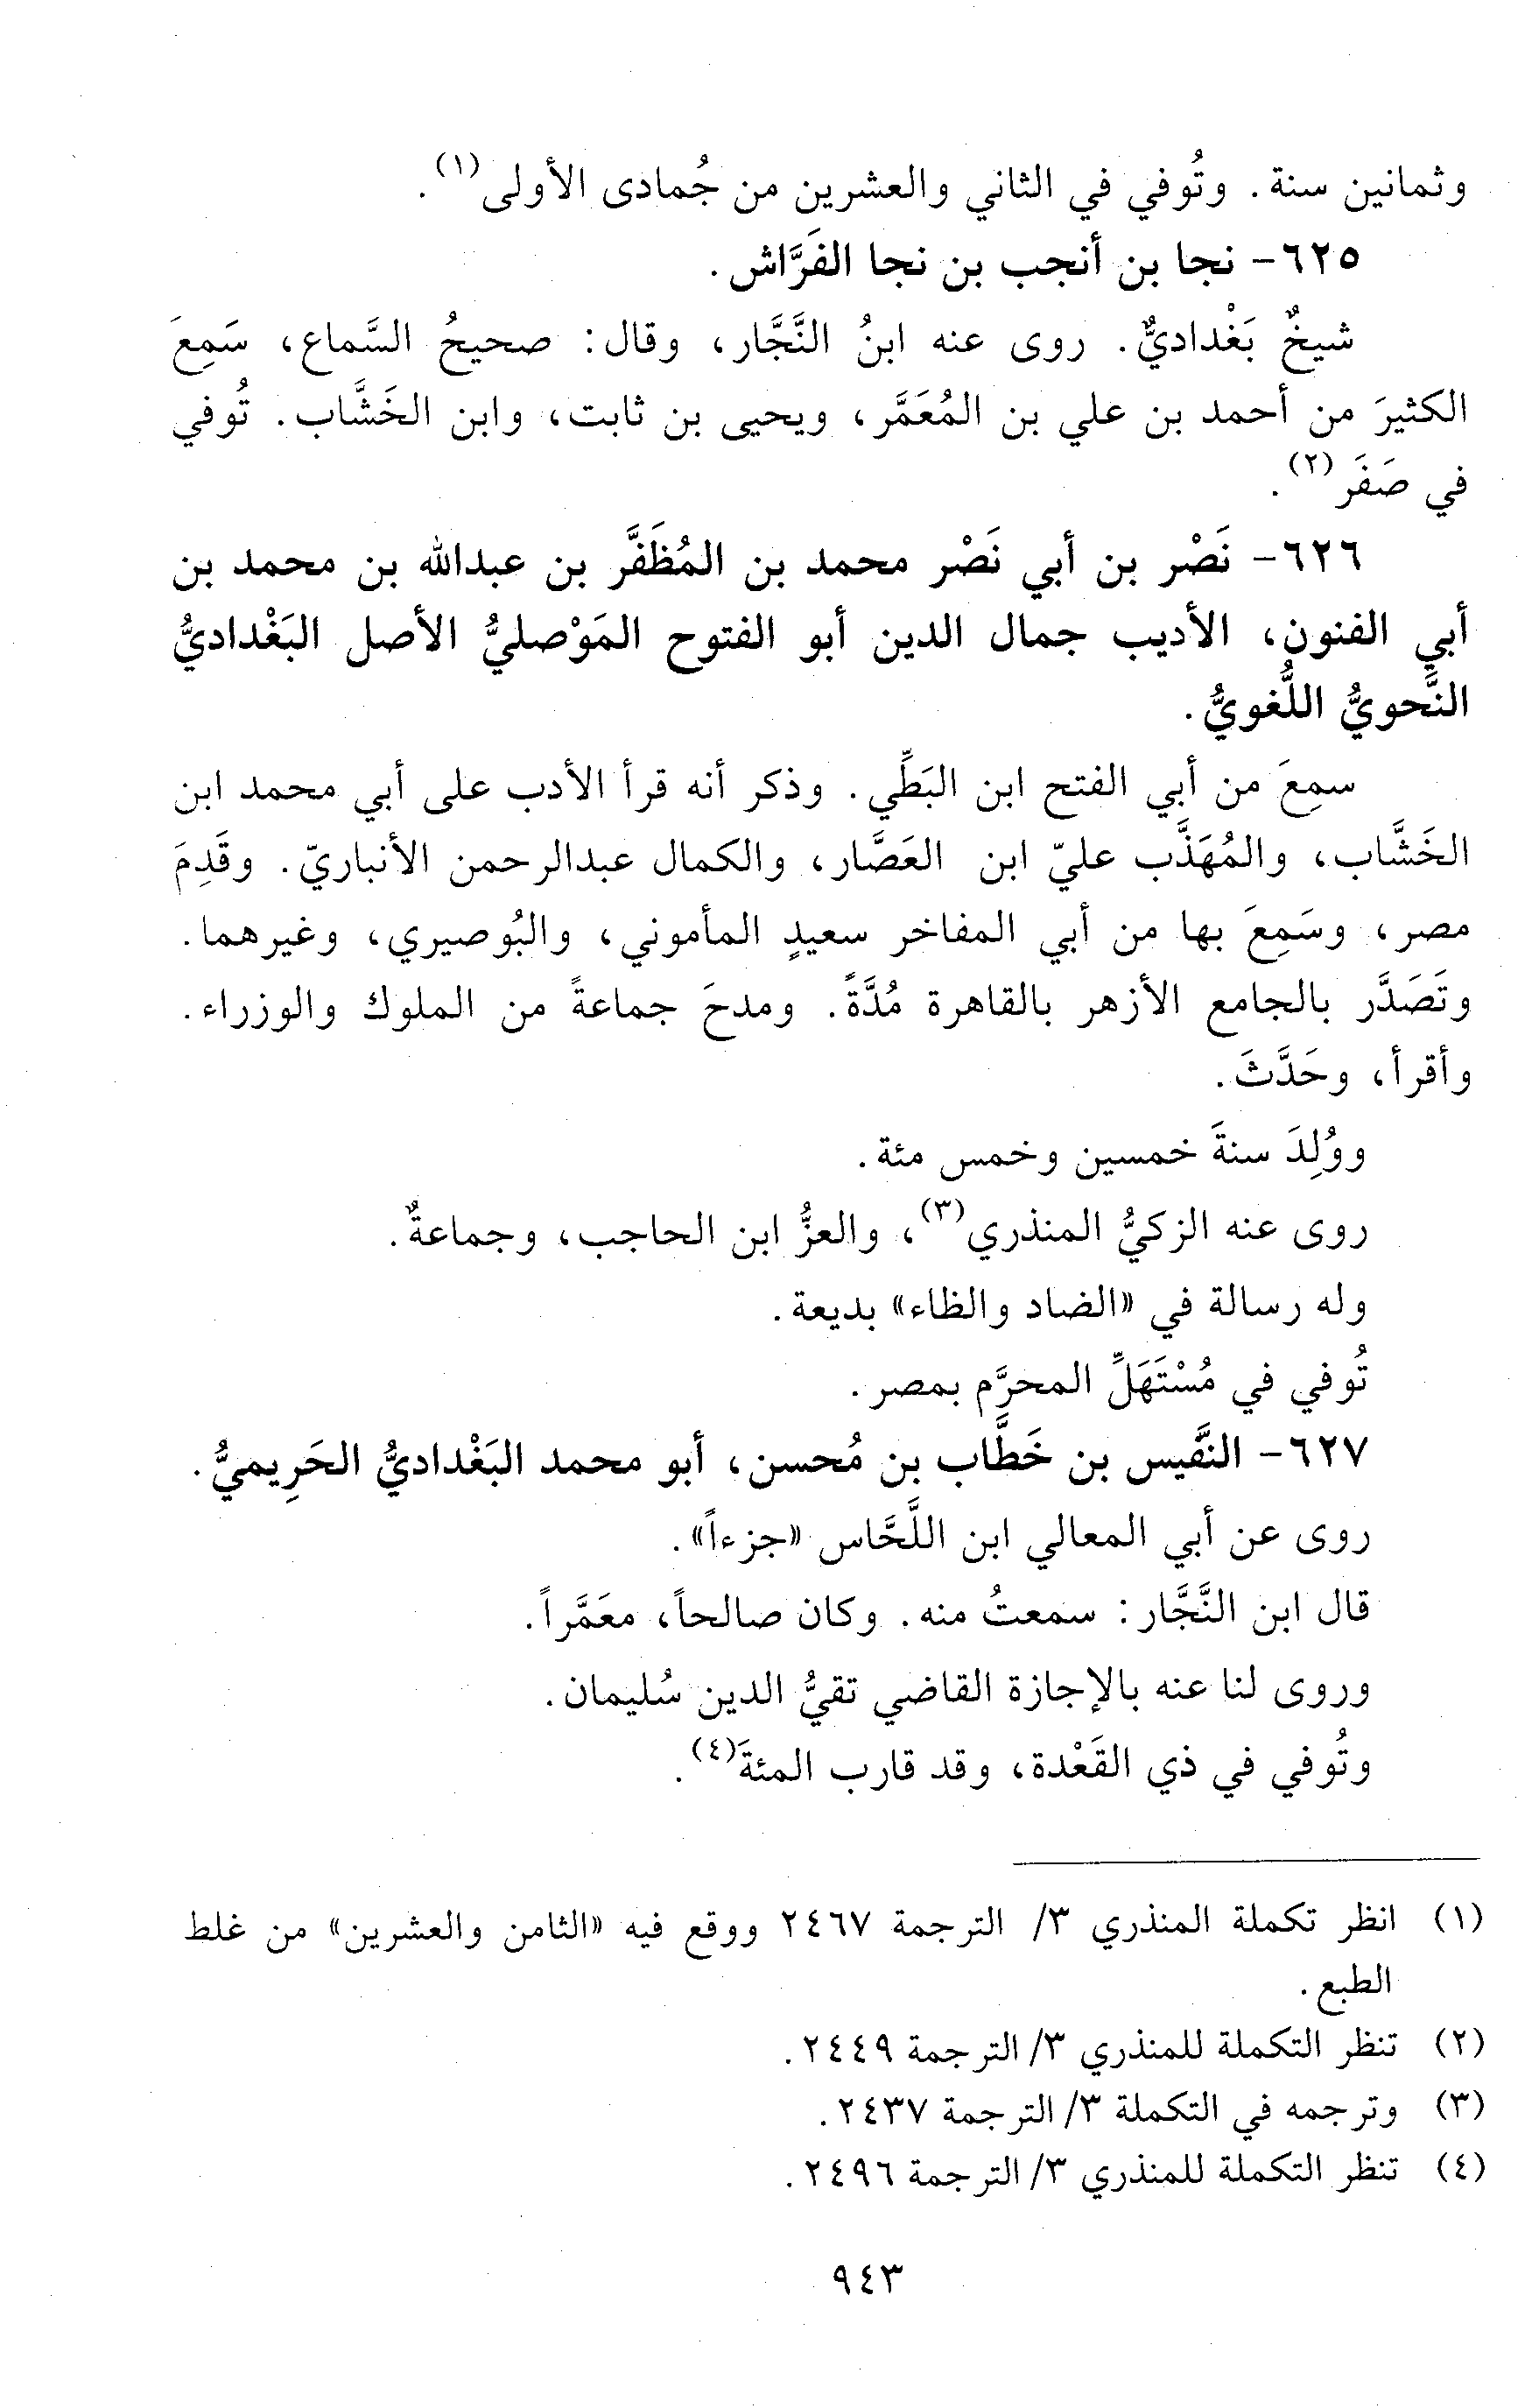 وثمانين سنة. وتُوفي في الثاني والعشرين من جُمادى الأولى(١).
٦٢٥- نجا بن أنجب بن نجا الفَرَّاش.
شيخٌ بَغْداديٌّ. روى عنه ابنُ النَّجَّار، وقال: صحيحُ السَّماع، سَمِعَ
الكثيرَ من أحمد بن علي بن المُعَمَّر، ويحيى بن ثابت، وابن الخَشَّاب. تُوفي
في صَفَر(٢).
٦٢٦- نَصْر بن أبي نَصْر محمد بن المُظَفَّر بن عبدالله بن محمد بن
أبي الفنون، الأديب جمال الدين أبو الفتوح المَوْصليُّ الأصل البَغْداديُّ
النَّحويُّ اللُّغويُّ.
سمِعَ من أبي الفتح ابن البَطِّي. وذكر أنه قرأ الأدب على أبي محمد ابن
الخَشَّاب، والمُهَذَّب عليّ ابن العَصَّار، والكمال عبدالرحمن الأنباريّ. وقَدِمَ
مصر، وسَمِعَ بها من أبي المفاخر سعيدٍ المأموني، والبُوصيري، وغيرهما.
وتَصَدَّر بالجامع الأزهر بالقاهرة مُدَّةً. ومدحَ جماعةً من الملوك والوزراء.
وأقرأ، وحَدَّثَ.
ووُلِدَ سنةَ خمسين وخمس مئة.
روى عنه الزكيُّ المنذري(٣)، والعزُّ ابن الحاجب، وجماعةٌ.
وله رسالة في «الضاد والظاء» بديعة.
تُوفي في مُسْتَهَلِّ المحرَّم بمصر.
٦٢٧- النَّفيس بن خَطَّاب بن مُحسن، أبو محمد البَغْداديُّ الحَرِيميُّ.
روى عن أبي المعالي ابن اللَّحَّاس «جزءاً».
قال ابن النَّجَّار: سمعتُ منه. وكان صالحاً، معَمَّراً.
وروى لنا عنه بالإجازة القاضي تقيُّ الدين سُليمان.
وتُوفي في ذي القَعْدة، وقد قارب المئةَ(٤).
(١) انظر تكملة المنذري ٣/ الترجمة ٢٤٦٧ ووقع فيه «الثامن والعشرين» من غلط
الطبع.
(٢) تنظر التكملة للمنذري ٣/ الترجمة ٢٤٤٩.
(٣) وترجمه في التكملة ٣/ الترجمة ٢٤٣٧.
(٤) تنظر التكملة للمنذري ٣/ الترجمة ٢٤٩٦.
٩٤٣